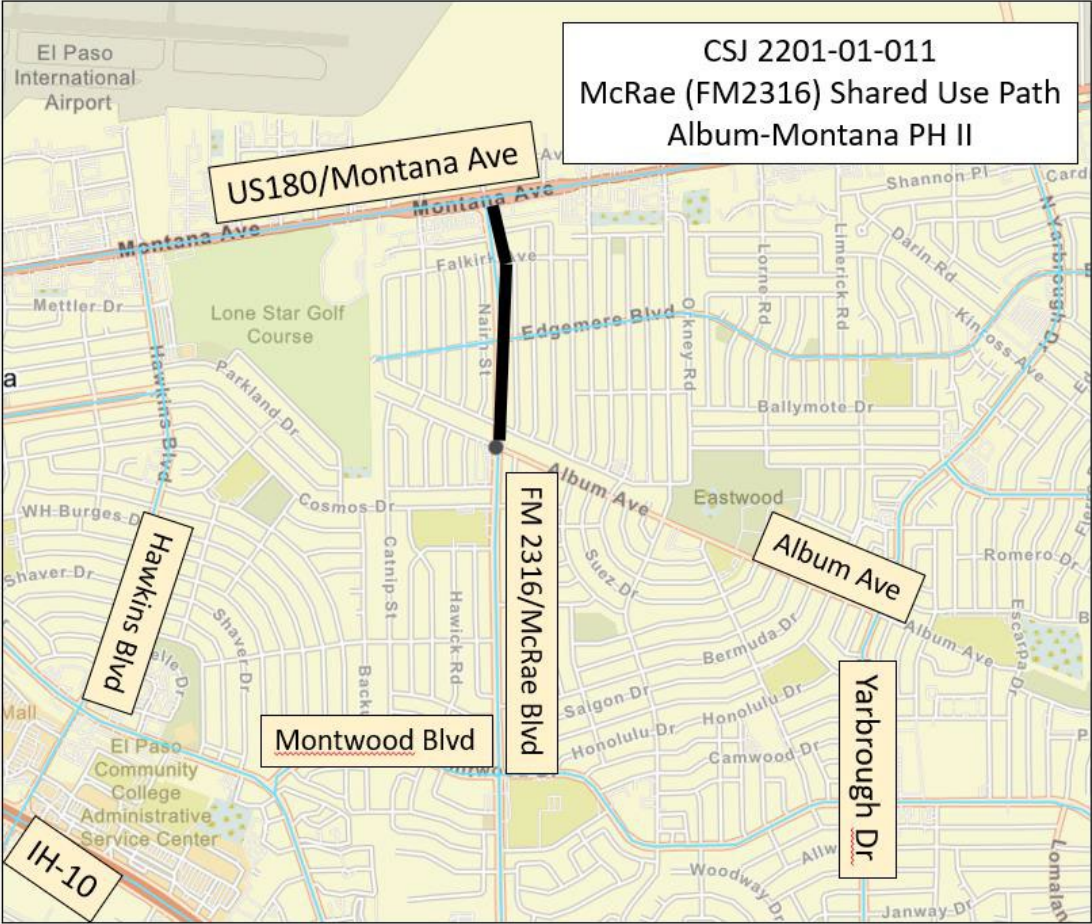 El Paso
International
Airport
CSJ 2201-01-011
McRae (FM2316) Shared Use Path
Album-Montana PH II
US180/Montana Ave
Av
Montana Ave
Montana Ave
Shannon Pl
Card
N Yarbrough Dr
Falkirk Ave
Lorne Rd
Limerick Rd
Darin Rd
Mettler Dr
Lone Star Golf
Course
Nairn St
Edgemere Blvd
Orkney Rd
Kinross Ave
a
Hawkins Blvd
Parkland Dr
Ballymote Dr
Album Ave
Eastwood
Cosmos Dr
WH Burges D
Hawkins Blvd
FM 2316/McRae Blvd
Album Ave
Romero Dr
Shaver Dr
Catnip St
Suez Dr
Hawick Rd
Shaver Dr
Bermuda Dr
Album Ave
Escarpa Dr
elle Dr
Saigon Dr
Honolulu Dr
Yarbrough Dr
Mall
Montwood Blvd
Honolulu Dr
Camwood Dr
El Paso
Community
College
Administrative
Service Center
IH-10
Woodway Dr
Allw
Lomalan
Janway Dr